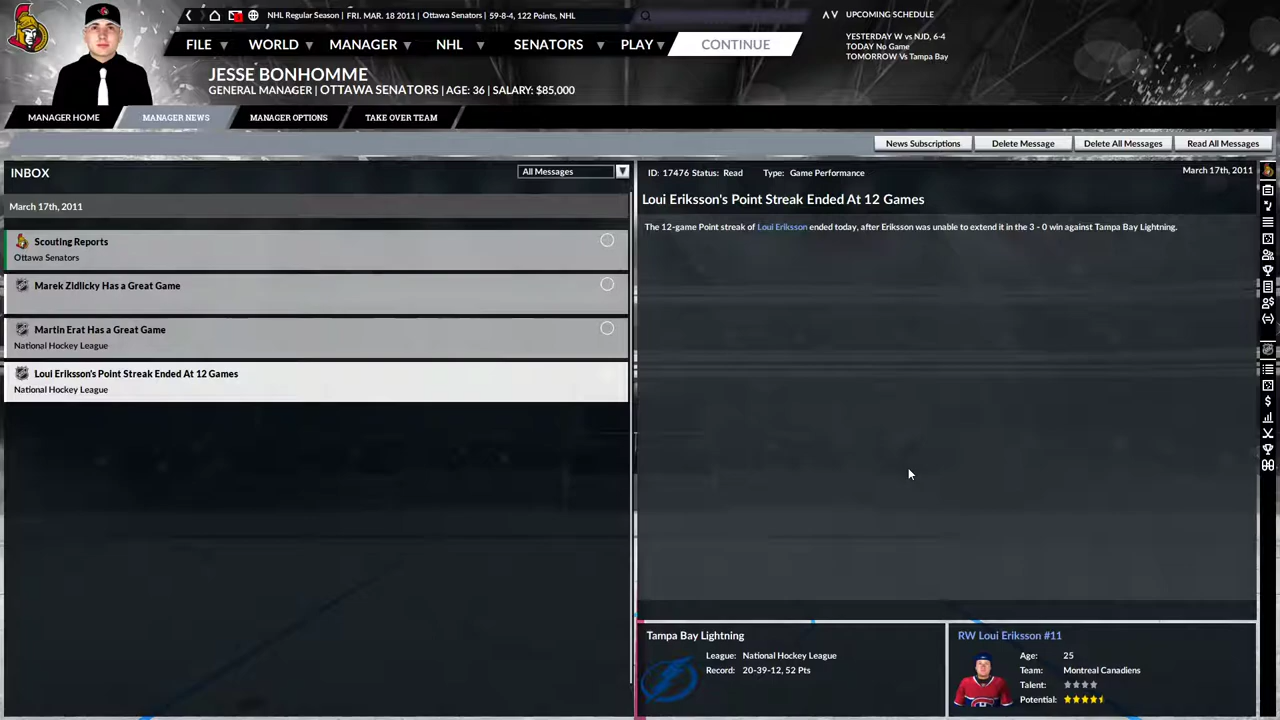 NHL Regular Season | FRI. MAR. 18 2011 | Ottawa Senators | 59-8-4, 122 Points, NHL
UPCOMING SCHEDULE
YESTERDAY W vs NJD, 6-4
TODAY No Game
TOMORROW Vs Tampa Bay
FILE WORLD MANAGER NHL SENATORS PLAY CONTINUE
JESSE BONHOMME
GENERAL MANAGER | OTTAWA SENATORS | AGE: 36 | SALARY: $85,000
MANAGER HOME MANAGER NEWS MANAGER OPTIONS TAKE OVER TEAM
News Subscriptions Delete Message Delete All Messages Read All Messages
INBOX All Messages
March 17th, 2011
Scouting Reports
Ottawa Senators
Marek Zidlicky Has a Great Game
Martin Erat Has a Great Game
National Hockey League
Loui Eriksson's Point Streak Ended At 12 Games
National Hockey League
ID: 17476 Status: Read Type: Game Performance March 17th, 2011
Loui Eriksson's Point Streak Ended At 12 Games
The 12-game Point streak of Loui Eriksson ended today, after Eriksson was unable to extend it in the 3 - 0 win against Tampa Bay Lightning.
Tampa Bay Lightning
League: National Hockey League
Record: 20-39-12, 52 Pts
RW Loui Eriksson #11
Age: 25
Team: Montreal Canadiens
Talent:
Potential: